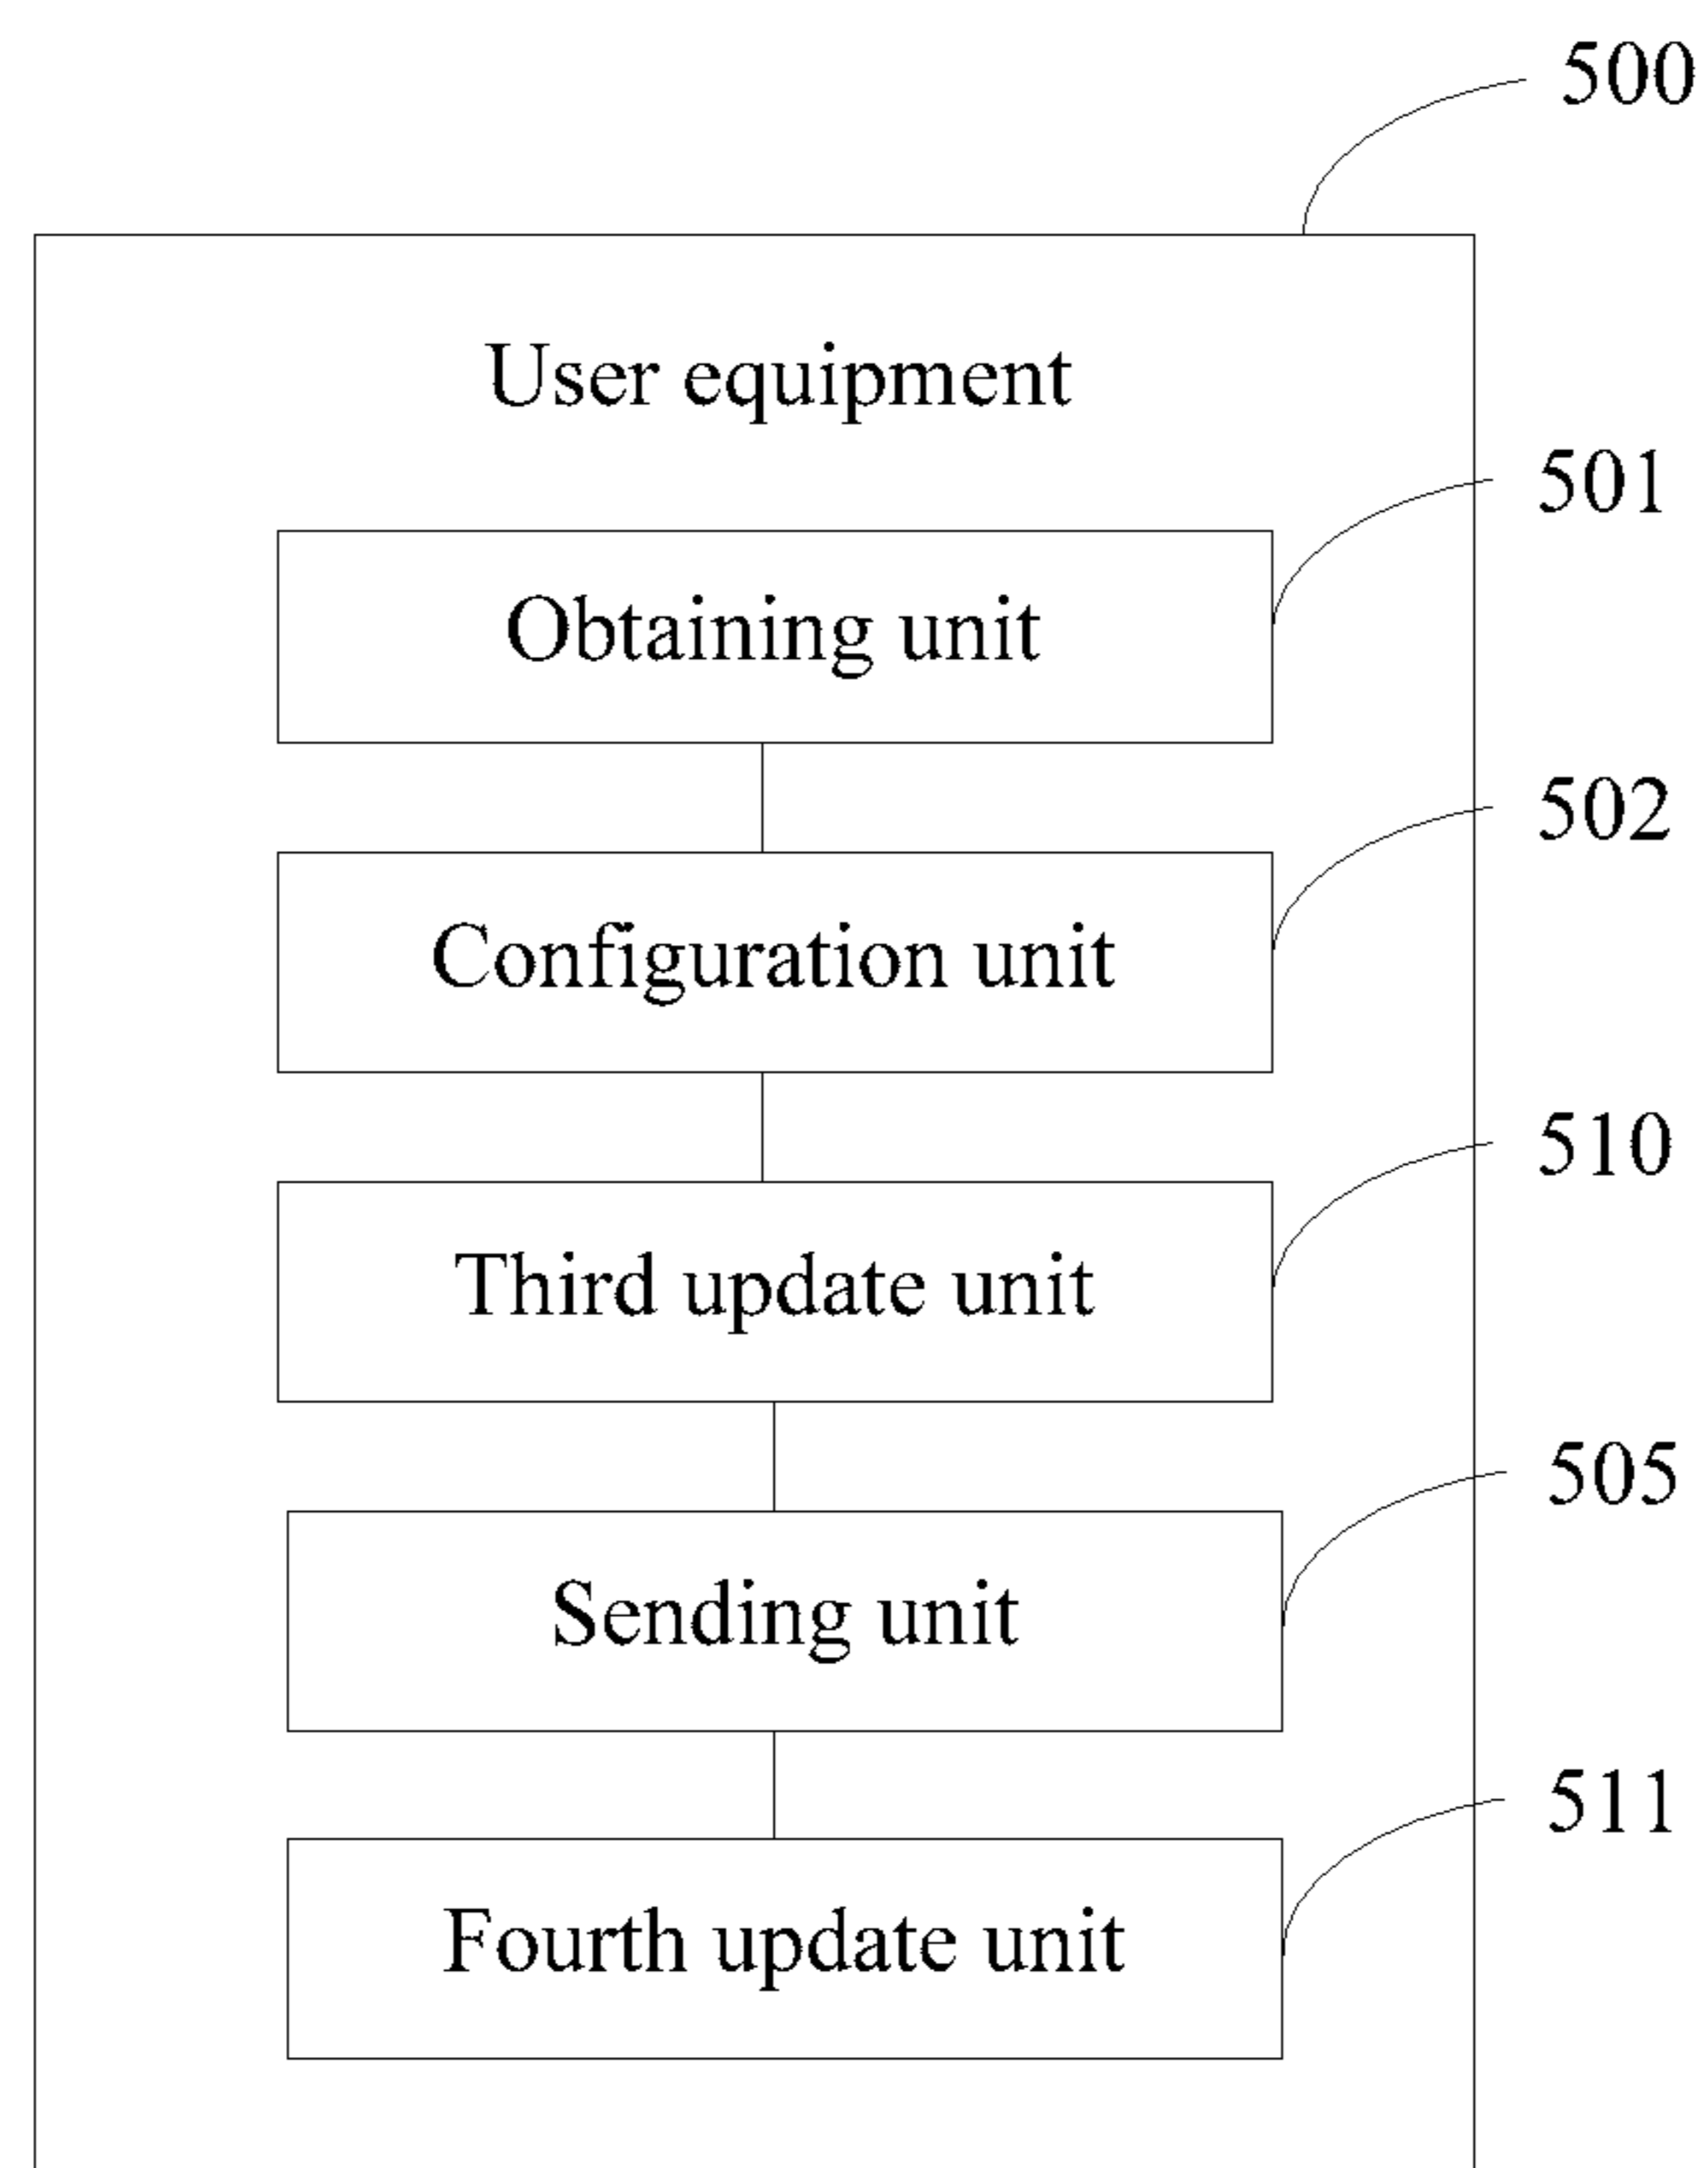 500
User equipment
501
Obtaining unit
502
Configuration unit
510
Third update unit
505
Sending unit
511
Fourth update unit